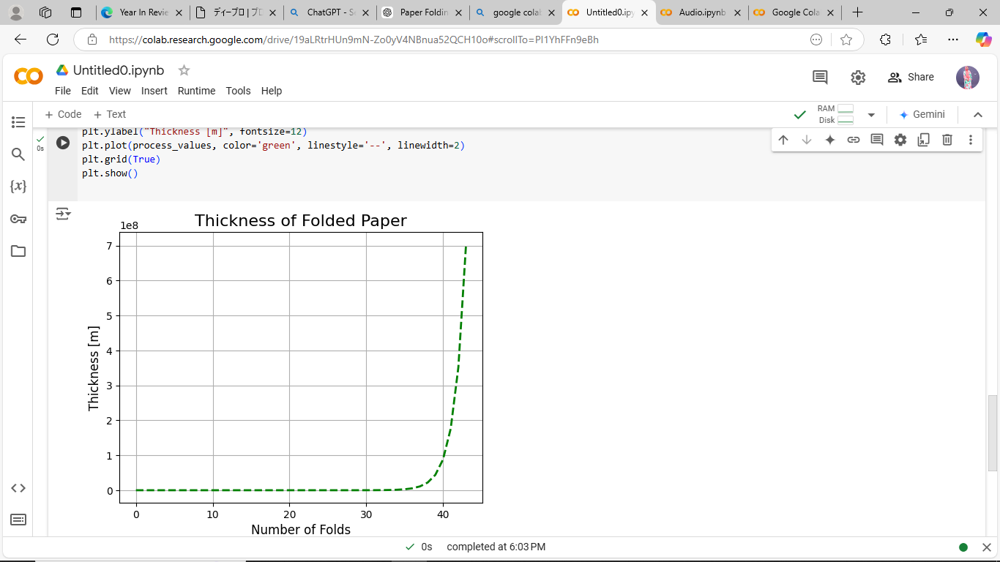 Year In Revie
ディープロ | プロ
ChatGPT - Se
Paper Foldin
google colab
Untitled0.ipy
Audio.ipynb
Google Cola
https://colab.research.google.com/drive/19aLRtrHUn9mN-Zo0yV4NBnua52QCH10o#scrollTo=PI1YhFFn9eBh
CO Untitled0.ipynb
Share
File Edit View Insert Runtime Tools Help
+ Code + Text
RAM
Disk
Gemini
plt.ylabel("Thickness [m]", fontsize=12)
0s
plt.plot(process_values, color='green', linestyle='--', linewidth=2)
plt.grid(True)
plt.show()
{x}
Thickness of Folded Paper
1e8
7
6
5
4
3
2
1
0
Thickness [m]
0 10 20 30 40
Number of Folds
0s completed at 6:03 PM